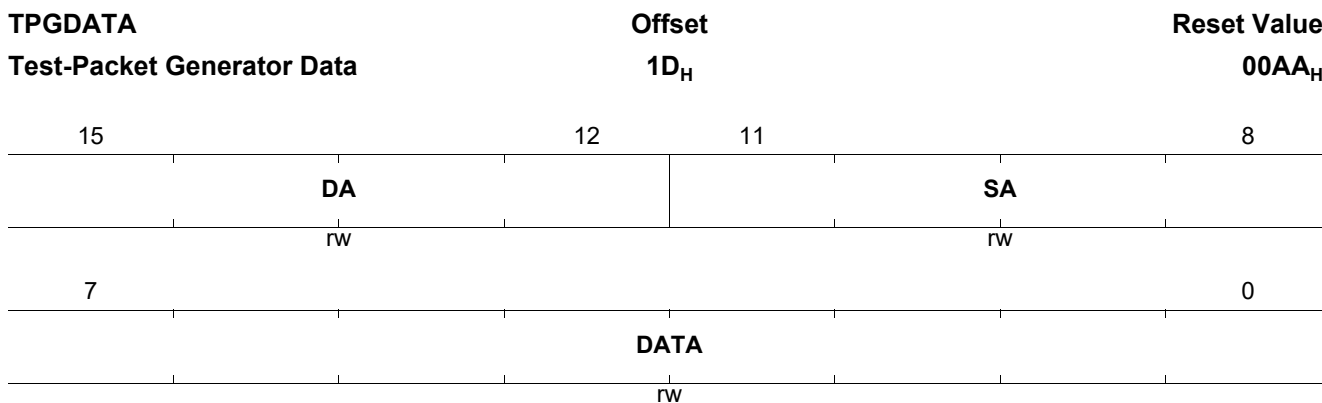 TPGDATA Offset Reset Value
Test-Packet Generator Data 1DH 00AAH
15 12 11 8
DA SA
rw rw
7 0
DATA
rw